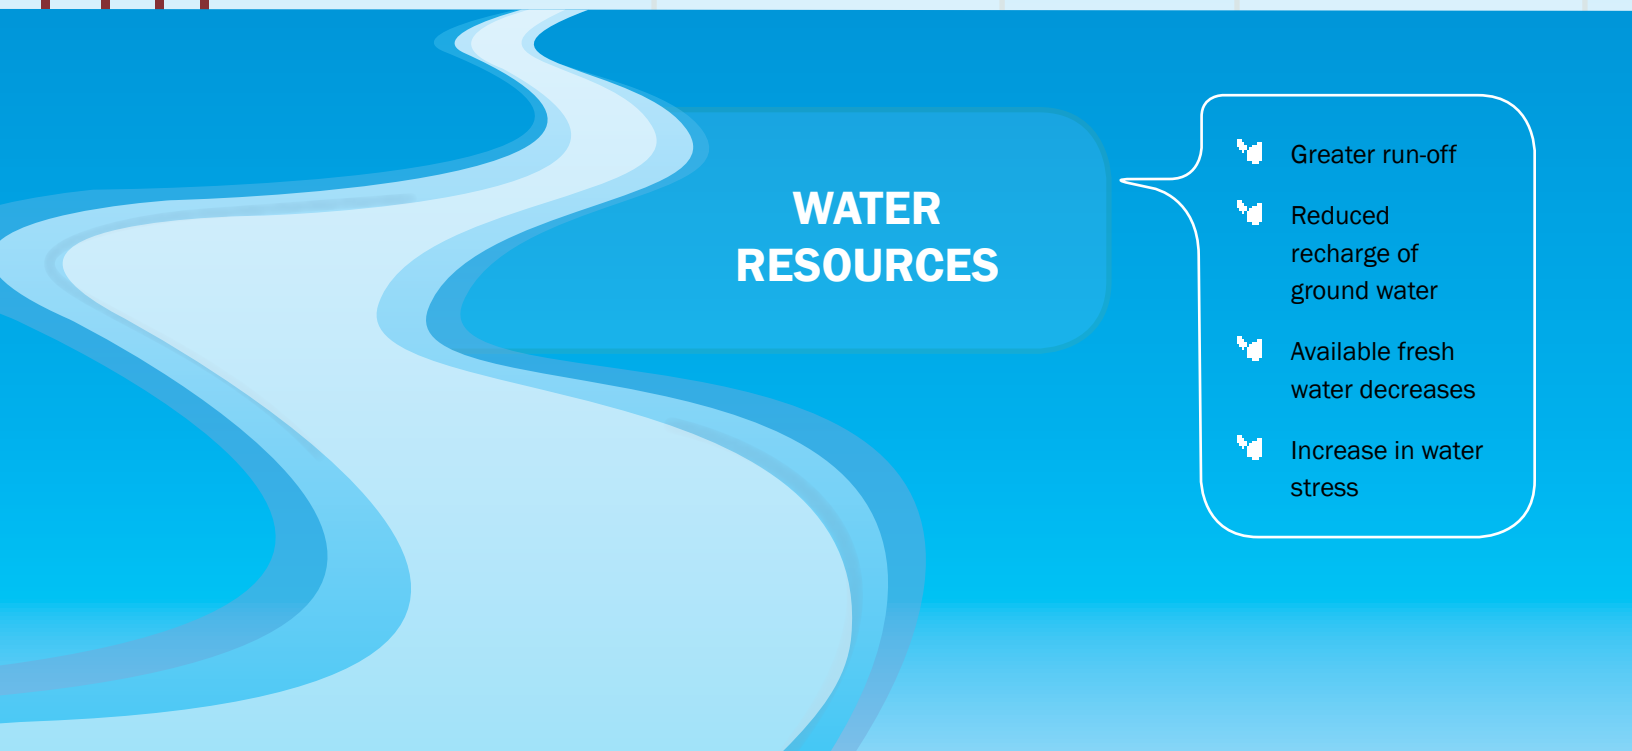 WATER
RESOURCES
Greater run-off
Reduced
recharge of
ground water
Available fresh
water decreases
Increase in water
stress